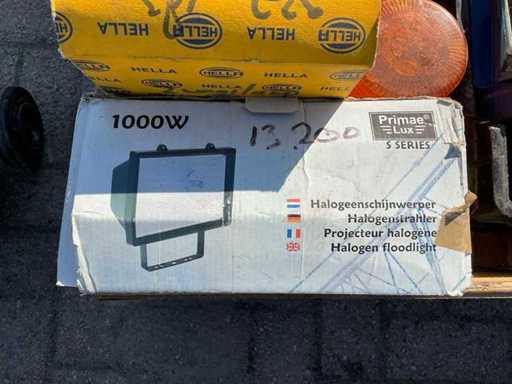 HELLA HELLA
HELLA HELLA HELLA
HELLA
1000W
13,200
Primae
Lux
S SERIES
Halogeenschijnwerper
Halogenstrahler
Projecteur halogène
Halogen floodlight